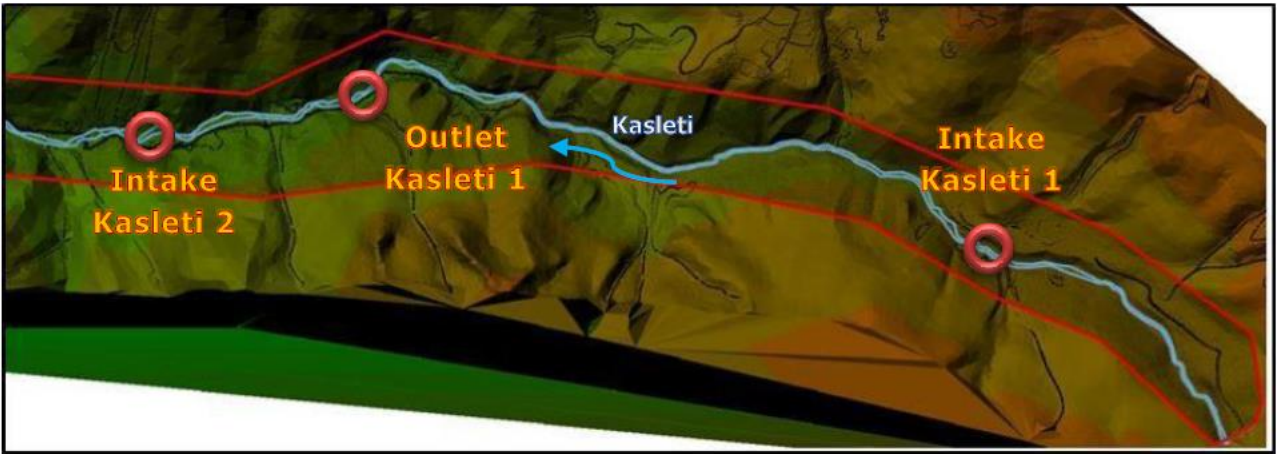 Kasleti
Outlet
Kasleti 1
Intake
Kasleti 1
Intake
Kasleti 2